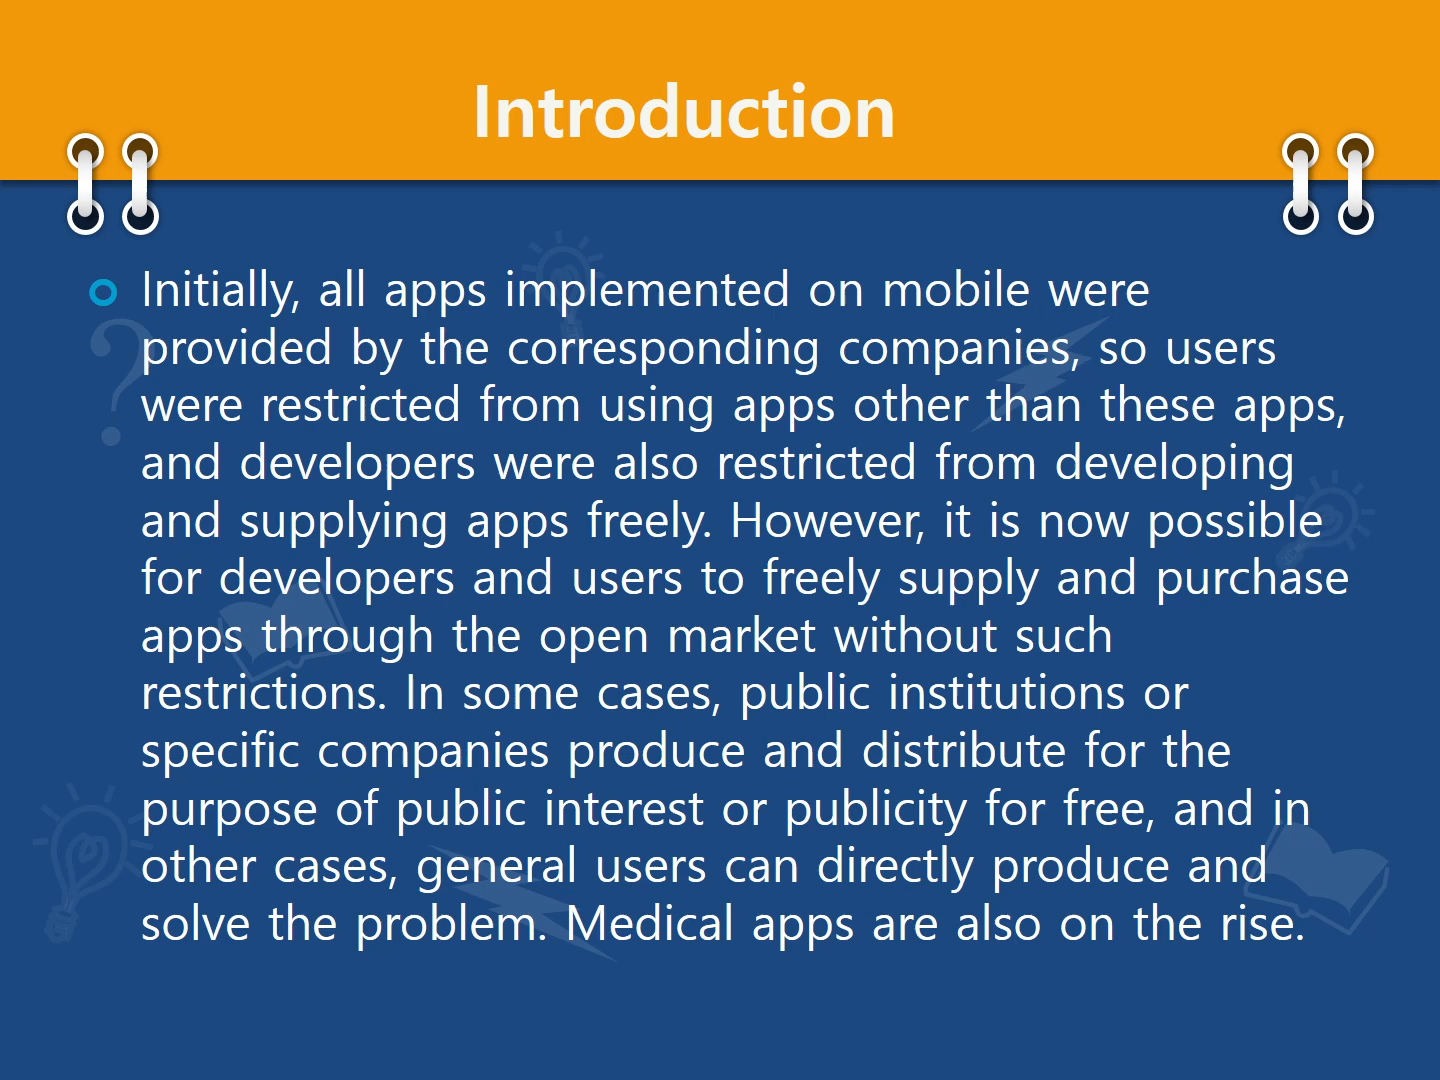 Introduction
Initially, all apps implemented on mobile were
provided by the corresponding companies, so users
were restricted from using apps other than these apps,
and developers were also restricted from developing
and supplying apps freely. However, it is now possible
for developers and users to freely supply and purchase
apps through the open market without such
restrictions. In some cases, public institutions or
specific companies produce and distribute for the
purpose of public interest or publicity for free, and in
other cases, general users can directly produce and
solve the problem. Medical apps are also on the rise.